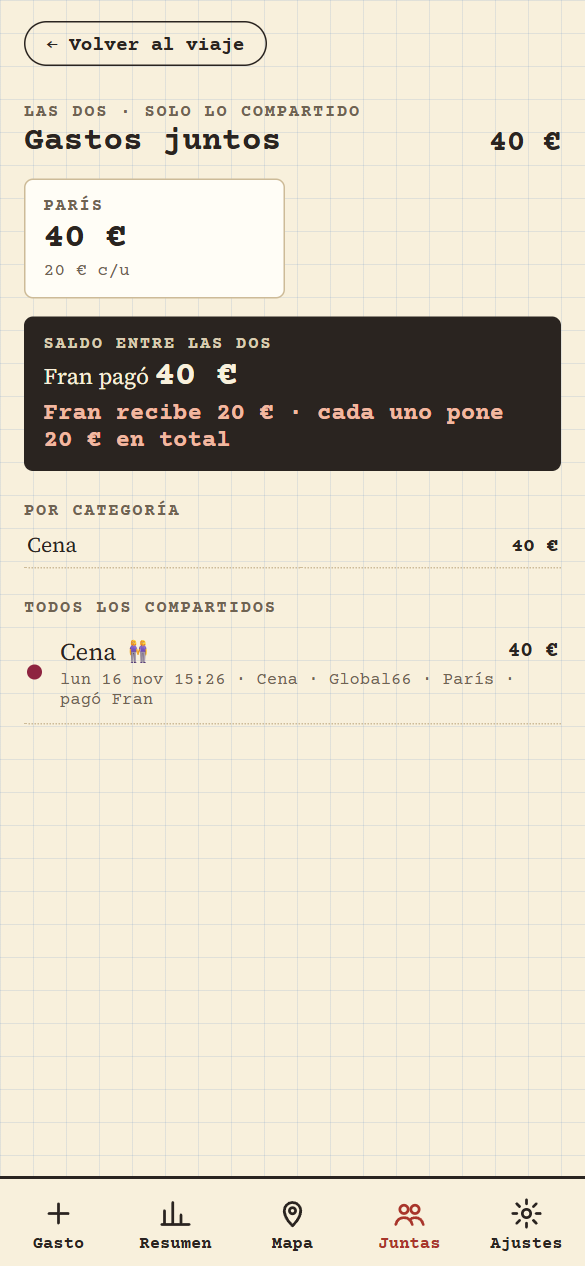 ← Volver al viaje
LAS DOS · SOLO LO COMPARTIDO
Gastos juntos 40 €
PARÍS
40 €
20 € c/u
SALDO ENTRE LAS DOS
Fran pagó 40 €
Fran recibe 20 € · cada uno pone
20 € en total
POR CATEGORÍA
Cena 40 €
TODOS LOS COMPARTIDOS
Cena 👭 40 €
lun 16 nov 15:26 · Cena · Global66 · París ·
pagó Fran
Gasto Resumen Mapa Juntas Ajustes